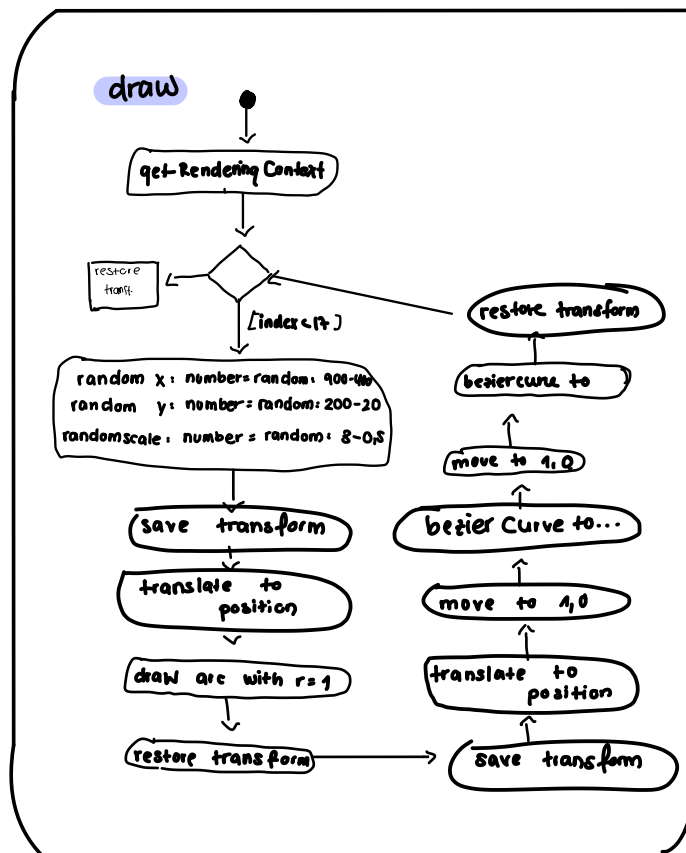 draw
get Rendering Context
restore
transf.
[index<17]
random x: number = random: 900-400
random y: number = random: 200-20
randomscale: number = random: 8-0,5
save transform
translate to
position
draw arc with r=1
restore transform
save transform
translate to
position
move to 1,0
bezier Curve to...
move to 1,0
beziercurve to
restore transform